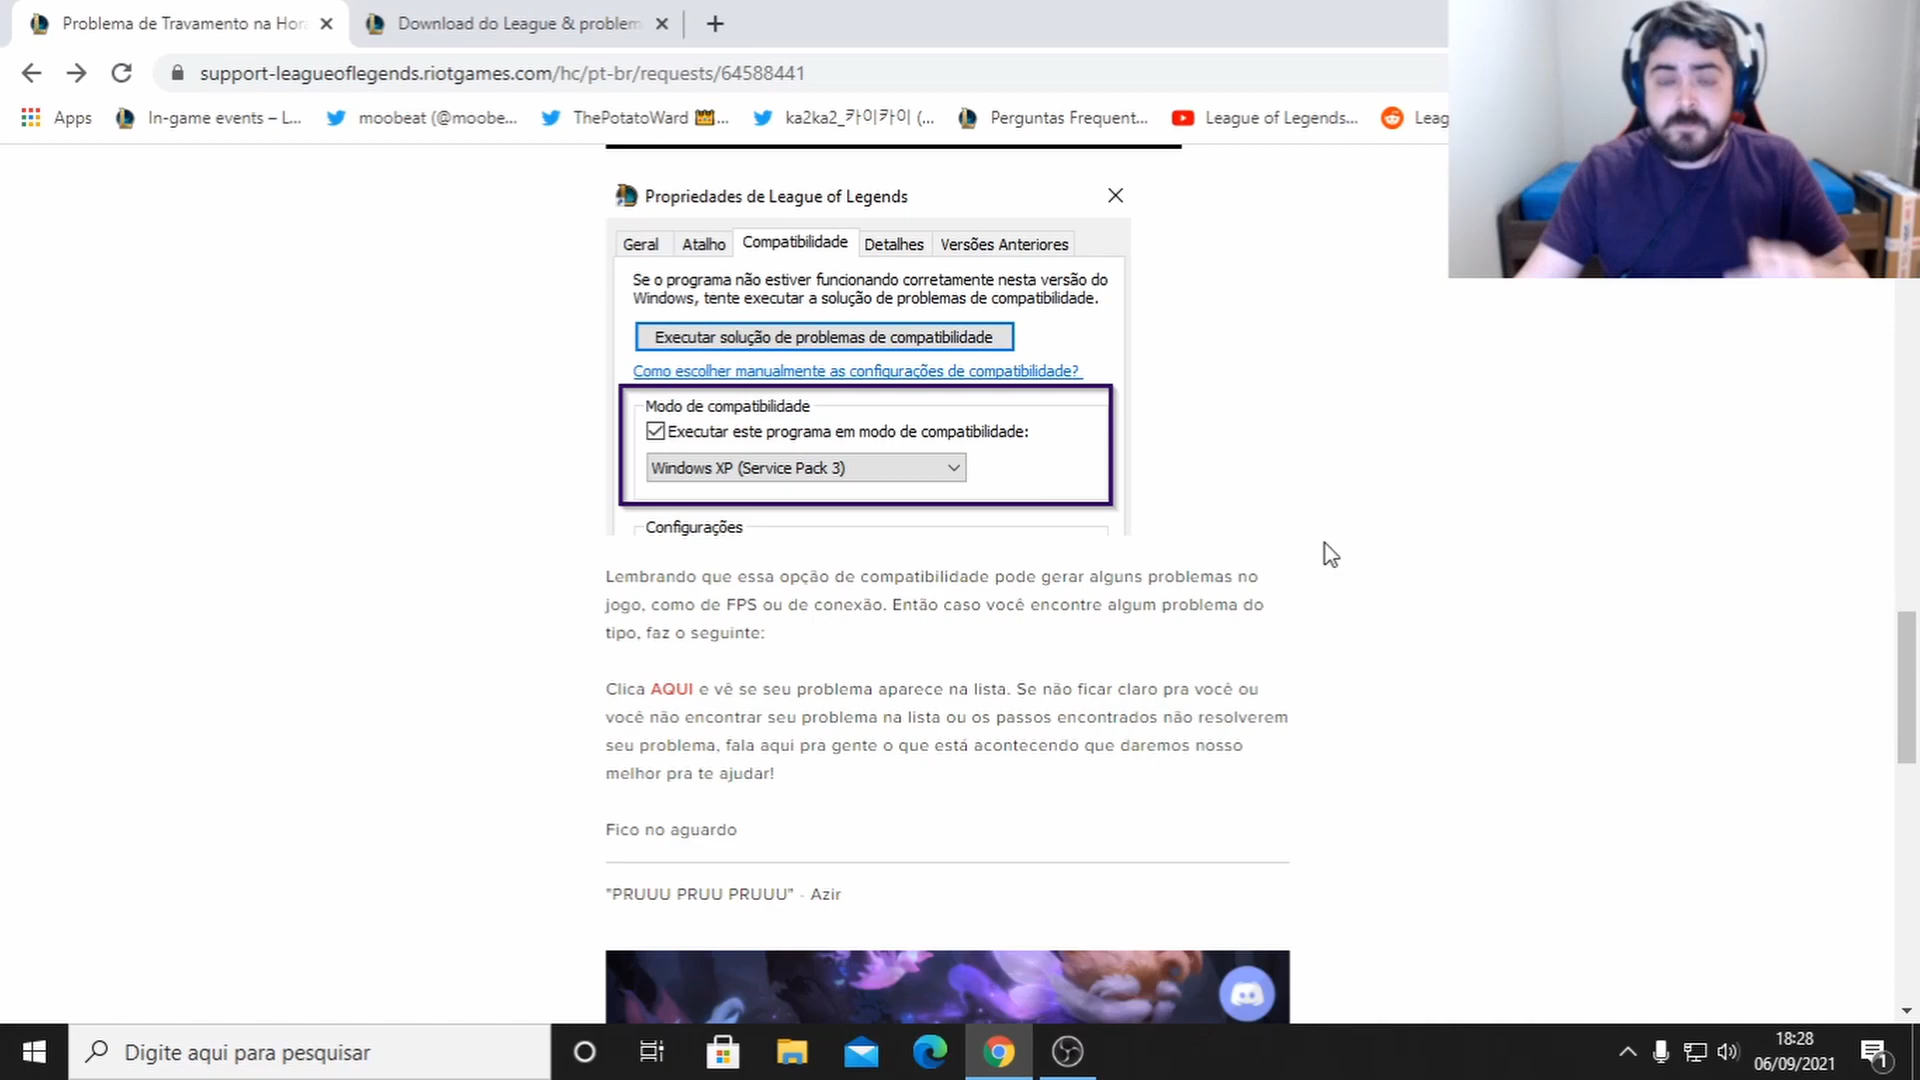 Problema de Travamento na Hor
Download do League & problem
support-leagueoflegends.riotgames.com/hc/pt-br/requests/64588441
Apps
In-game events – L...
moobeat (@moobe...
ThePotatoWard 👑...
ka2ka2_카이카이 (...
Perguntas Frequent...
League of Legends...
Leag
Propriedades de League of Legends
Geral
Atalho
Compatibilidade
Detalhes
Versões Anteriores
Se o programa não estiver funcionando corretamente nesta versão do
Windows, tente executar a solução de problemas de compatibilidade.
Executar solução de problemas de compatibilidade
Como escolher manualmente as configurações de compatibilidade?
Modo de compatibilidade
Executar este programa em modo de compatibilidade:
Windows XP (Service Pack 3)
Configurações
Lembrando que essa opção de compatibilidade pode gerar alguns problemas no
jogo, como de FPS ou de conexão. Então caso você encontre algum problema do
tipo, faz o seguinte:
Clica AQUI e vê se seu problema aparece na lista. Se não ficar claro pra você ou
você não encontrar seu problema na lista ou os passos encontrados não resolverem
seu problema, fala aqui pra gente o que está acontecendo que daremos nosso
melhor pra te ajudar!
Fico no aguardo
"PRUUU PRUU PRUUU" - Azir
Digite aqui para pesquisar
18:28
06/09/2021
1